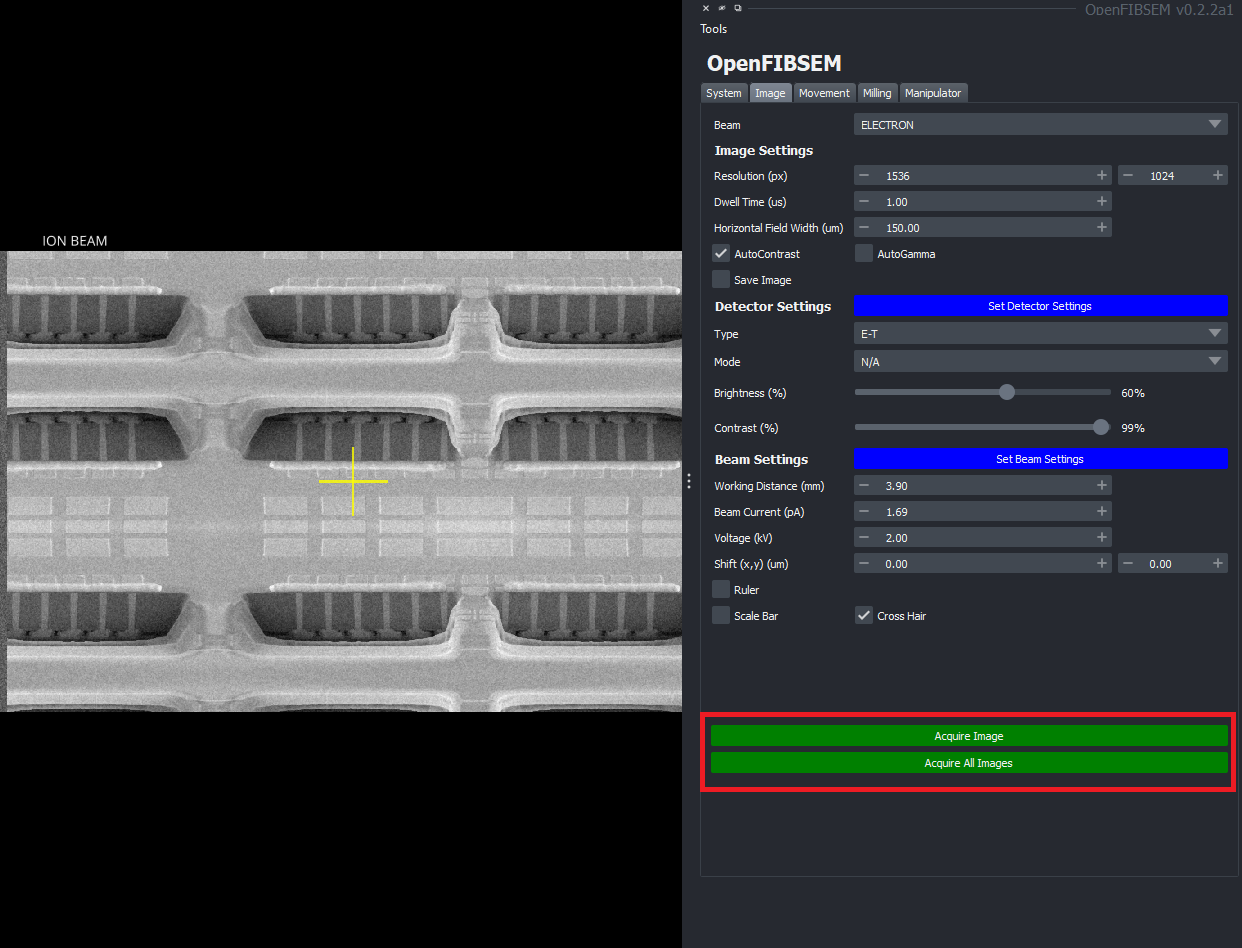 OpenFIBSEM v0.2.2a1
Tools
OpenFIBSEM
System Image Movement Milling Manipulator
Beam ELECTRON
Image Settings
Resolution (px) 1536 1024
Dwell Time (us) 1.00
Horizontal Field Width (um) 150.00
ION BEAM
AutoContrast AutoGamma
Save Image
Detector Settings Set Detector Settings
Type E-T
Mode N/A
Brightness (%) 60%
Contrast (%) 99%
Beam Settings Set Beam Settings
Working Distance (mm) 3.90
Beam Current (pA) 1.69
Voltage (kV) 2.00
Shift (x,y) (um) 0.00 0.00
Ruler
Scale Bar Cross Hair
Acquire Image
Acquire All Images